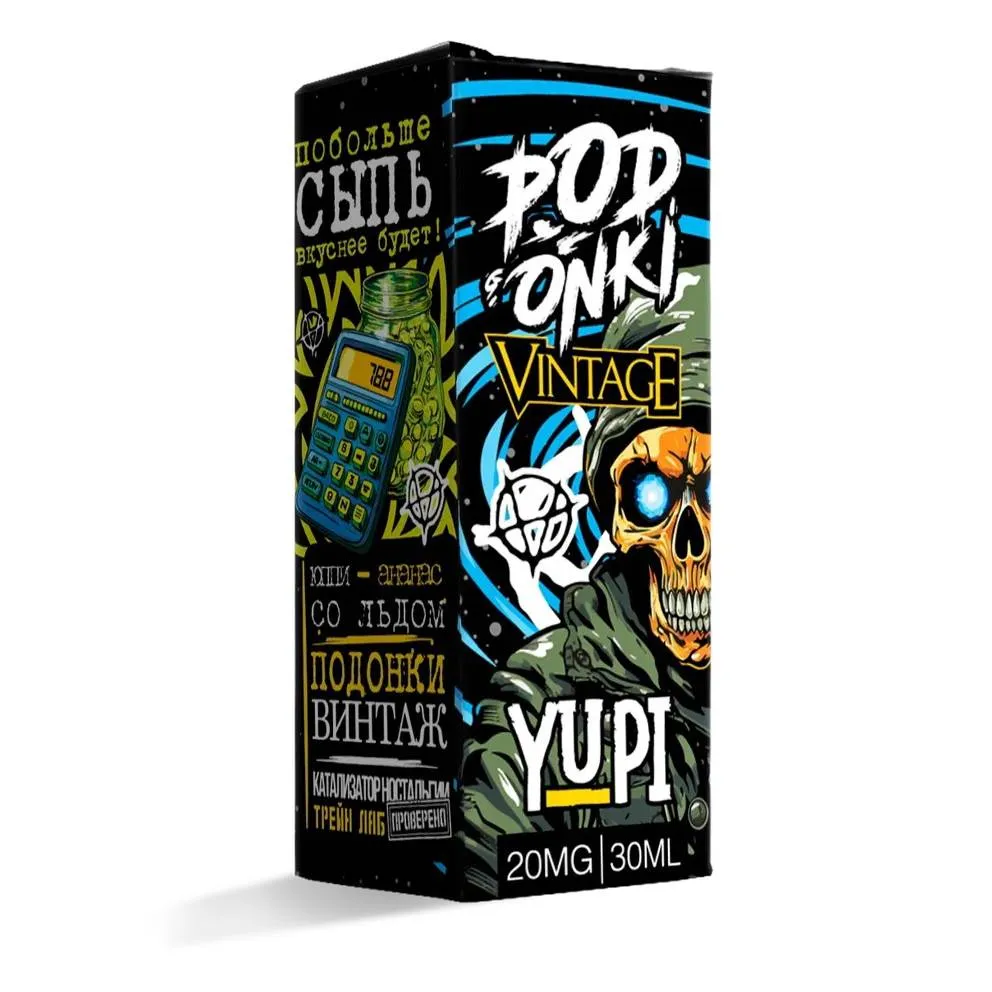 побольше
СЫПЬ
вкуснее будет!
788
ЮППИ – ананас
со льдом
ПОДОНКИ
ВИНТАЖ
КАТАЛИЗАТОР НОСТАЛЬГИИ
ТРЕЙН ЛАБ ПРОВЕРЕНО
POD
ONKI
VINTAGE
YUPI
20MG | 30ML